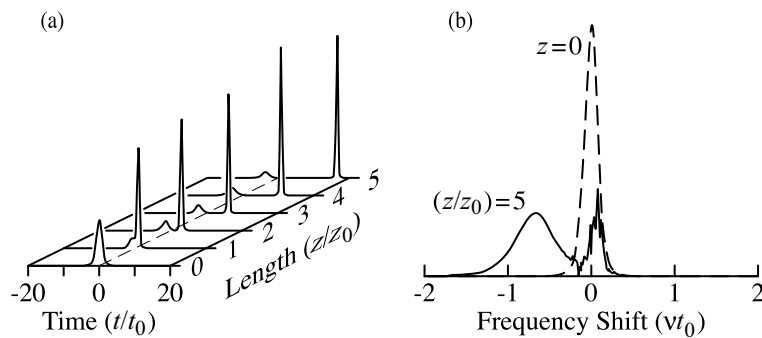 (a)
5
4
3
2
1
0
Length (z/z0)
-20
0
20
Time (t/t0)
(b)
z=0
(z/z0)=5
-2
-1
0
1
2
Frequency Shift (νt0)